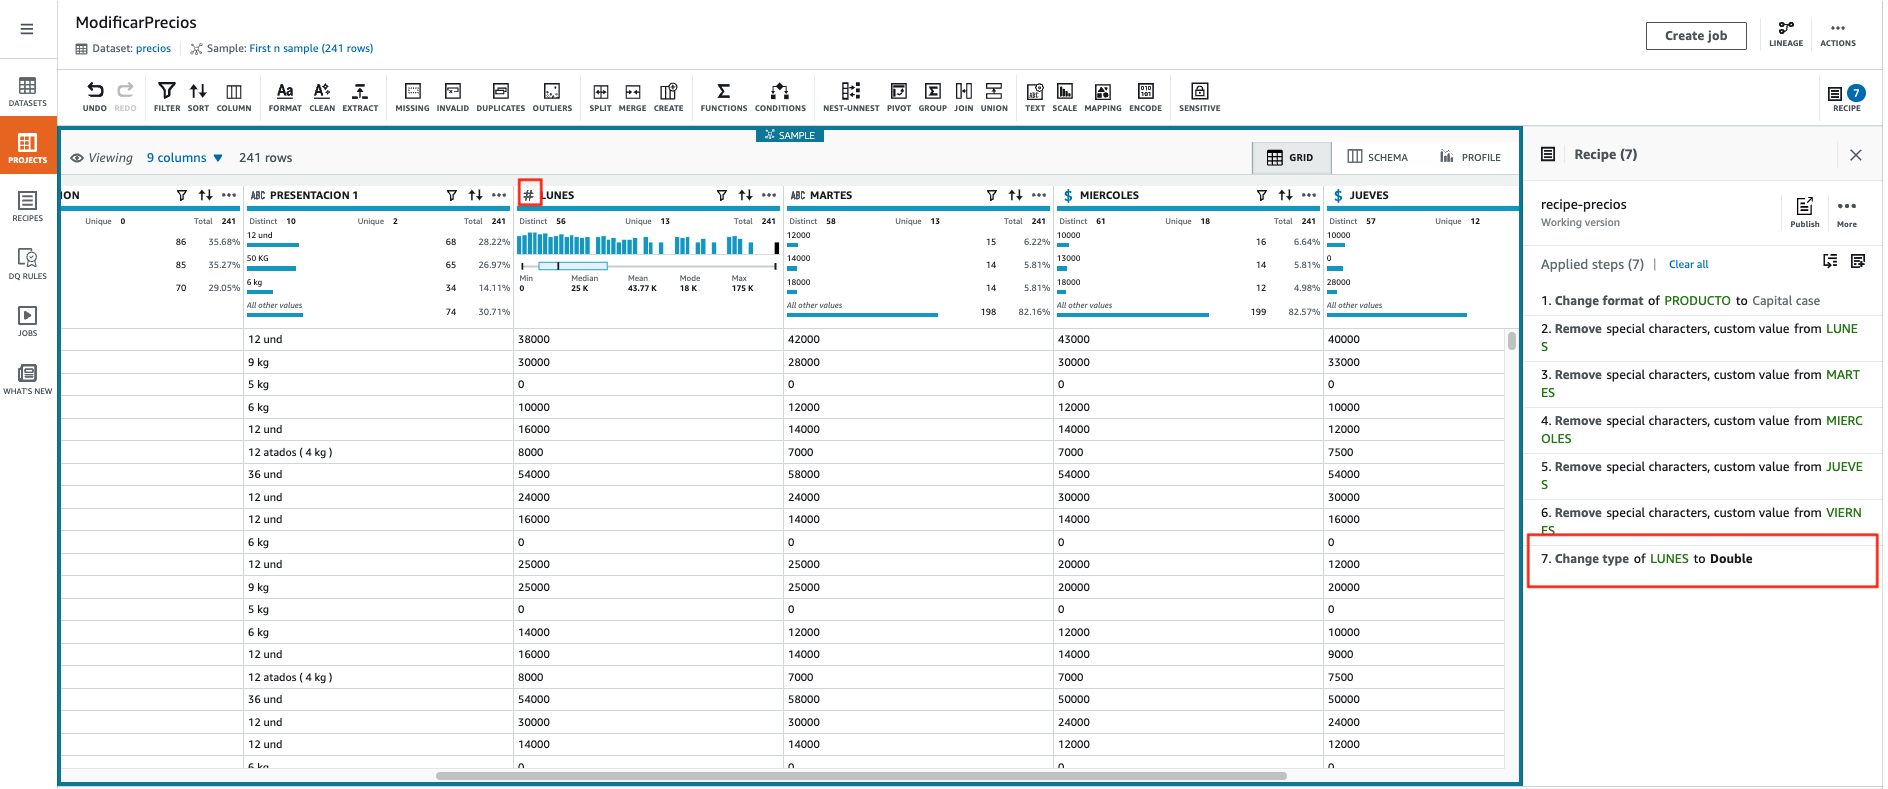 ModificarPrecios
Dataset: precios
Sample: First n sample (241 rows)
Create job
LINEAGE
ACTIONS
DATASETS
PROJECTS
RECIPES
DQ RULES
JOBS
WHAT'S NEW
UNDO REDO FILTER SORT COLUMN FORMAT CLEAN EXTRACT MISSING INVALID DUPLICATES OUTLIERS SPLIT MERGE CREATE FUNCTIONS CONDITIONS NEST-UNNEST PIVOT GROUP JOIN UNION TEXT SCALE MAPPING ENCODE SENSITIVE
7
RECIPE
SAMPLE
Viewing 9 columns 241 rows
GRID SCHEMA PROFILE
ION ABC PRESENTACION 1 # LUNES ABC MARTES $ MIERCOLES $ JUEVES
Unique 0 Total 241 Distinct 10 Unique 2 Total 241 Distinct 56 Unique 13 Total 241 Distinct 58 Unique 13 Total 241 Distinct 61 Unique 18 Total 241 Distinct 57 Unique 12
86 35.68% 12 und 68 28.22% 12000 15 6.22% 10000 16 6.64% 10000
85 35.27% 50 KG 65 26.97% 14000 14 5.81% 13000 14 5.81% 0
70 29.05% 6 kg 34 14.11% 18000 14 5.81% 18000 12 4.98% 28000
Min Median Mean Mode Max
0 25 K 43.77 K 18 K 175 K
All other values 74 30.71% All other values 198 82.16% All other values 199 82.57% All other values
12 und 38000 42000 43000 40000
9 kg 30000 28000 30000 33000
5 kg 0 0 0 0
6 kg 10000 12000 12000 10000
12 und 16000 14000 14000 12000
12 atados ( 4 kg ) 8000 7000 7000 7500
36 und 54000 58000 54000 54000
12 und 24000 24000 30000 30000
12 und 16000 14000 14000 16000
6 kg 0 0 0 0
12 und 25000 25000 20000 12000
9 kg 25000 25000 20000 20000
5 kg 0 0 0 0
6 kg 14000 12000 12000 10000
12 und 16000 14000 14000 9000
12 atados ( 4 kg ) 8000 7000 7000 7500
36 und 54000 58000 50000 50000
12 und 30000 30000 24000 24000
12 und 14000 14000 12000 12000
6 kg 0 0 0 0
Recipe (7)
recipe-precios
Working version
Publish
More
Applied steps (7) | Clear all
1. Change format of PRODUCTO to Capital case
2. Remove special characters, custom value from LUNE
S
3. Remove special characters, custom value from MART
ES
4. Remove special characters, custom value from MIERC
OLES
5. Remove special characters, custom value from JUEVE
S
6. Remove special characters, custom value from VIERN
ES
7. Change type of LUNES to Double